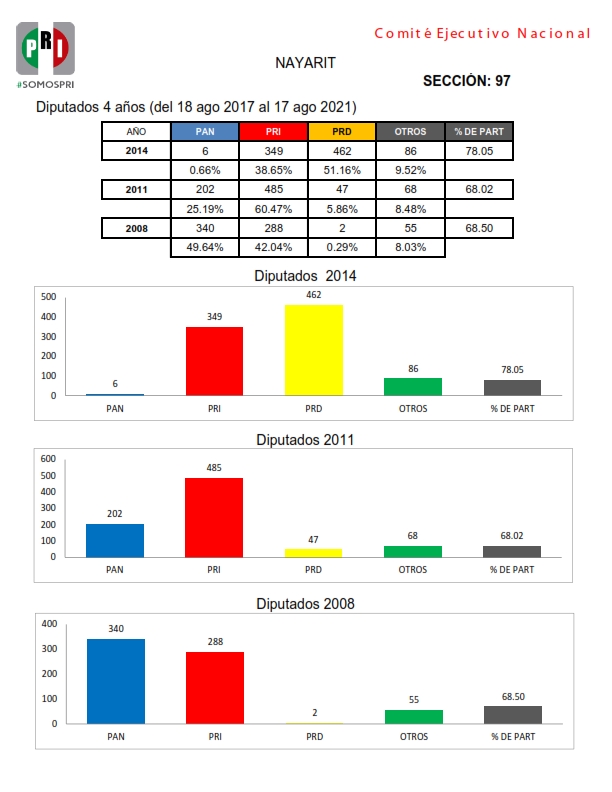 Comité Ejecutivo Nacional
PRI
#SOMOSPRI
NAYARIT
SECCIÓN: 97
Diputados 4 años (del 18 ago 2017 al 17 ago 2021)
AÑO PAN PRI PRD OTROS % DE PART
2014 6 349 462 86 78.05
0.66% 38.65% 51.16% 9.52%
2011 202 485 47 68 68.02
25.19% 60.47% 5.86% 8.48%
2008 340 288 2 55 68.50
49.64% 42.04% 0.29% 8.03%
Diputados 2014
500
400
300
200
100
0
6 349 462 86 78.05
PAN PRI PRD OTROS % DE PART
Diputados 2011
600
500
400
300
200
100
0
202 485 47 68 68.02
PAN PRI PRD OTROS % DE PART
Diputados 2008
400
300
200
100
0
340 288 2 55 68.50
PAN PRI PRD OTROS % DE PART